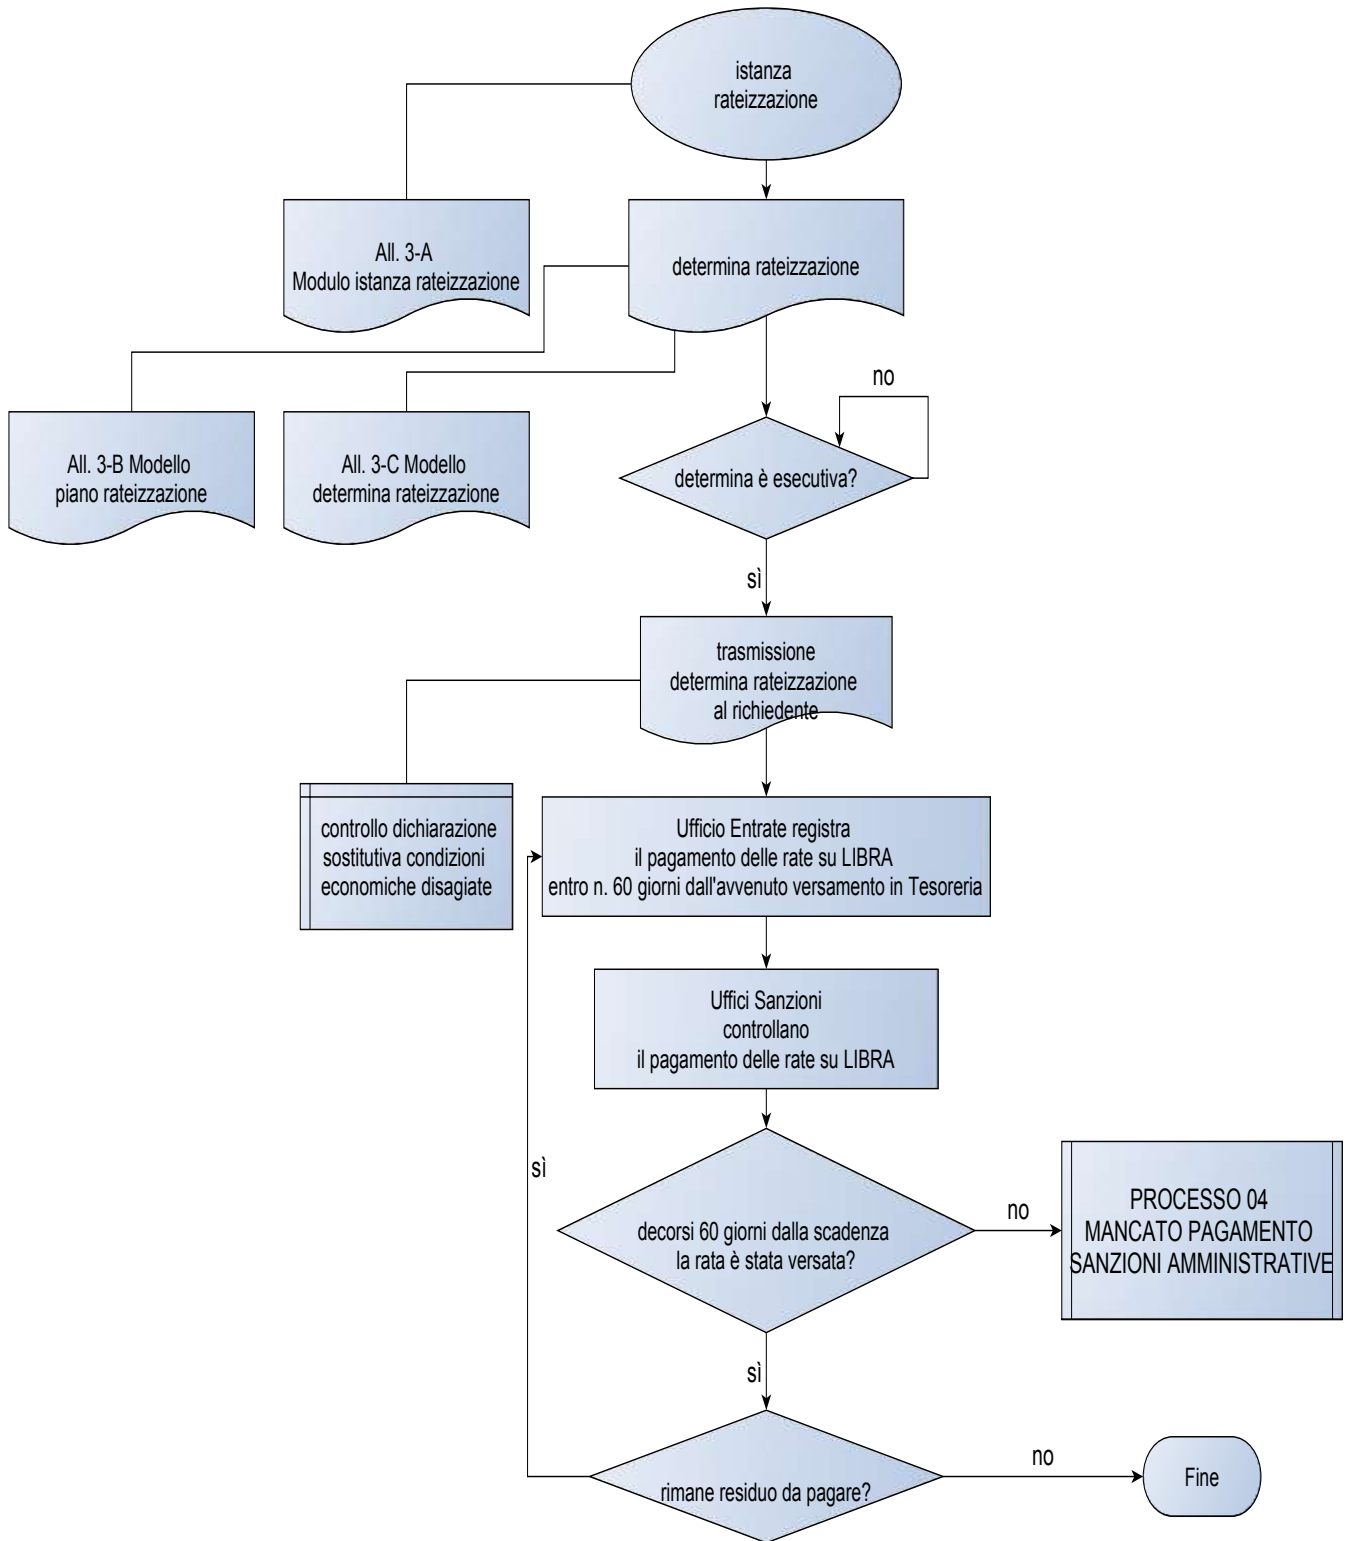 istanza
rateizzazione
All. 3-A
Modulo istanza rateizzazione
determina rateizzazione
All. 3-B Modello
piano rateizzazione
All. 3-C Modello
determina rateizzazione
no
determina è esecutiva?
sì
trasmissione
determina rateizzazione
al richiedente
controllo dichiarazione
sostitutiva condizioni
economiche disagiate
Ufficio Entrate registra
il pagamento delle rate su LIBRA
entro n. 60 giorni dall'avvenuto versamento in Tesoreria
Uffici Sanzioni
controllano
il pagamento delle rate su LIBRA
sì
decorsi 60 giorni dalla scadenza
la rata è stata versata?
no
PROCESSO 04
MANCATO PAGAMENTO
SANZIONI AMMINISTRATIVE
sì
rimane residuo da pagare?
no
Fine